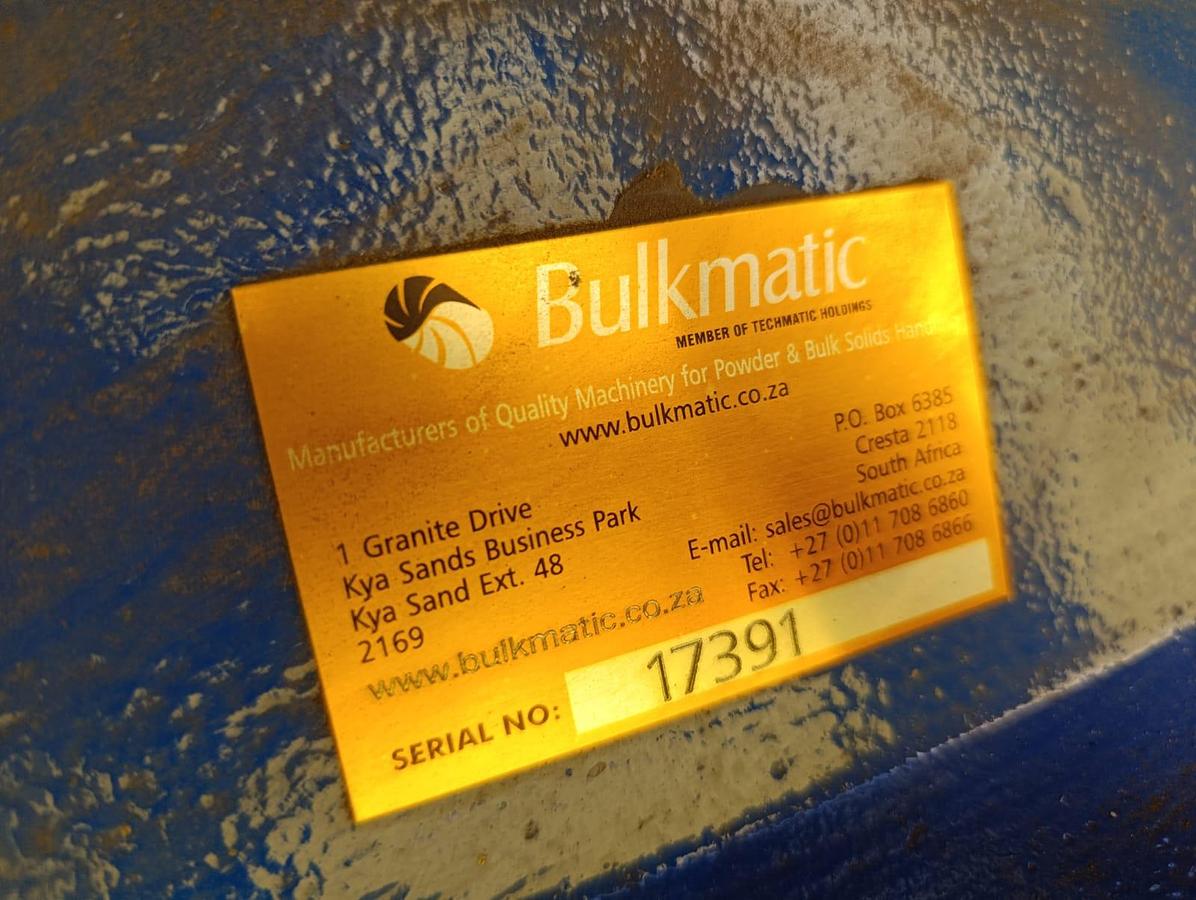 Bulkmatic
MEMBER OF TECHMATIC HOLDINGS
Manufacturers of Quality Machinery for Powder & Bulk Solids
www.bulkmatic.co.za
P.O. Box 6385
Cresta 2118
South Africa
E-mail: sales@bulkmatic.co.za
Tel: +27 (0)11 708 6860
Fax: +27 (0)11 708 6866
1 Granite Drive
Kya Sands Business Park
Kya Sand Ext. 48
2169
www.bulkmatic.co.za
SERIAL NO: 17391